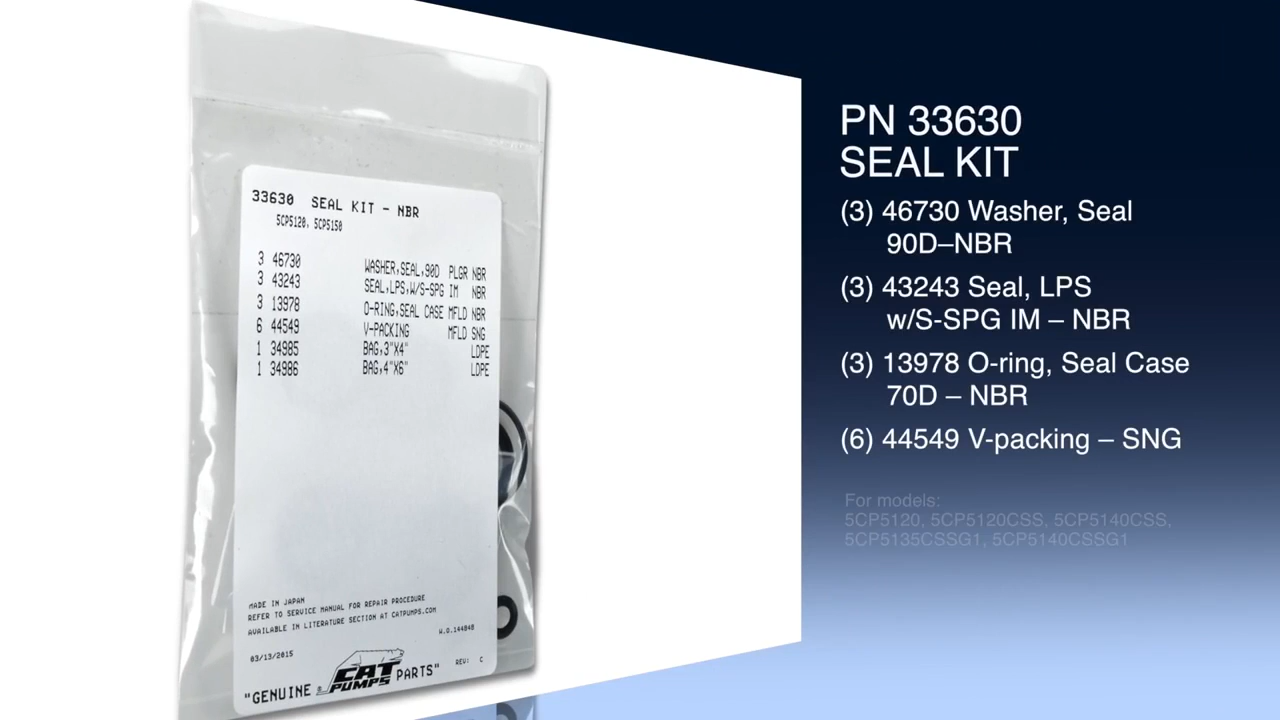 33630 SEAL KIT - NBR
5CP5120, 5CP5150
3 46730 WASHER,SEAL,90D PLGR NBR
3 43243 SEAL,LPS,W/S-SPG IM NBR
3 13978 O-RING,SEAL CASE MFLD NBR
6 44549 V-PACKING MFLD SNG
1 34985 BAG,3"X4" LDPE
1 34986 BAG,4"X6" LDPE
MADE IN JAPAN
REFER TO SERVICE MANUAL FOR REPAIR PROCEDURE
AVAILABLE IN LITERATURE SECTION AT CATPUMPS.COM
W.O.144848
03/13/2015
REV: C
"GENUINE CAT PUMPS PARTS"
PN 33630
SEAL KIT
(3) 46730 Washer, Seal
90D–NBR
(3) 43243 Seal, LPS
w/S-SPG IM – NBR
(3) 13978 O-ring, Seal Case
70D – NBR
(6) 44549 V-packing – SNG
For models:
5CP5120, 5CP5120CSS, 5CP5140CSS,
5CP5135CSSG1, 5CP5140CSSG1